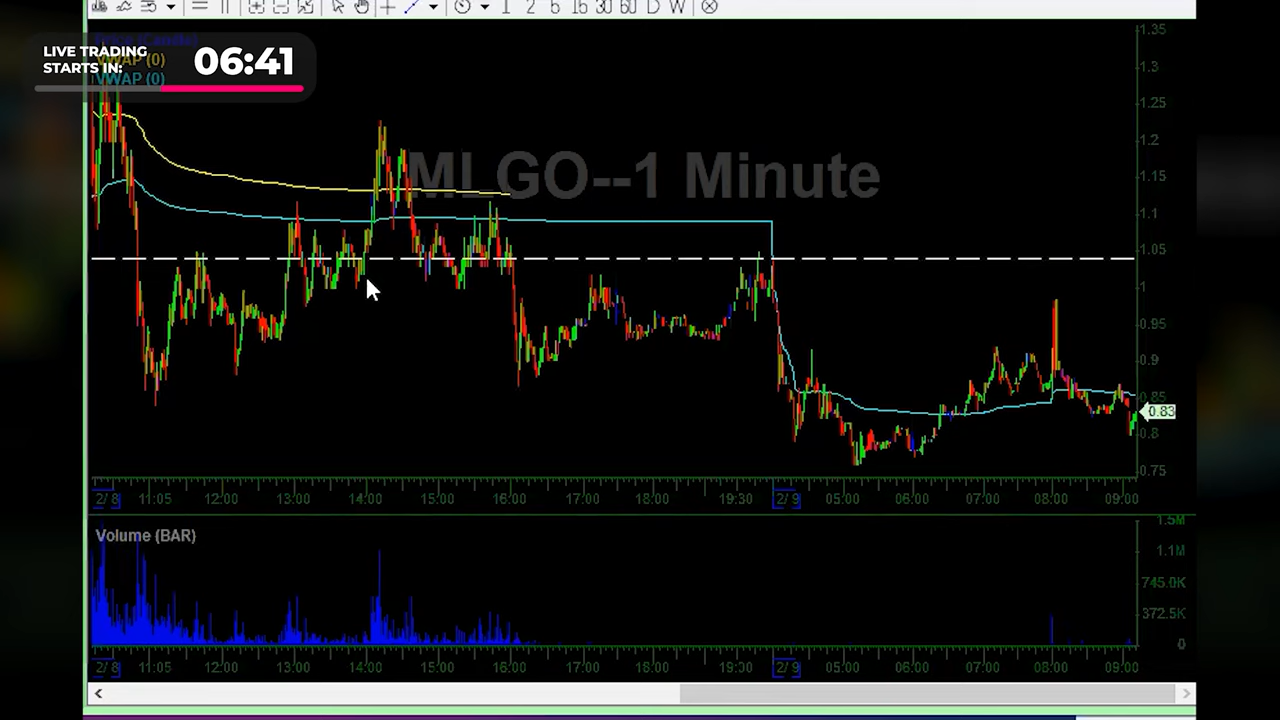 1 2 5 15 30 60 D W
LIVE TRADING
STARTS IN:
06:41
VWAP (0)
VWAP (0)
MLGO--1 Minute
1.35
1.3
1.25
1.2
1.15
1.1
1.05
1
0.95
0.9
0.85
0.83
0.8
0.75
2/8 11:05 12:00 13:00 14:00 15:00 16:00 17:00 18:00 19:30 2/9 05:00 06:00 07:00 08:00 09:00
Volume (BAR)
1.5M
1.1M
745.0K
372.5K
0
2/8 11:05 12:00 13:00 14:00 15:00 16:00 17:00 18:00 19:30 2/9 05:00 06:00 07:00 08:00 09:00